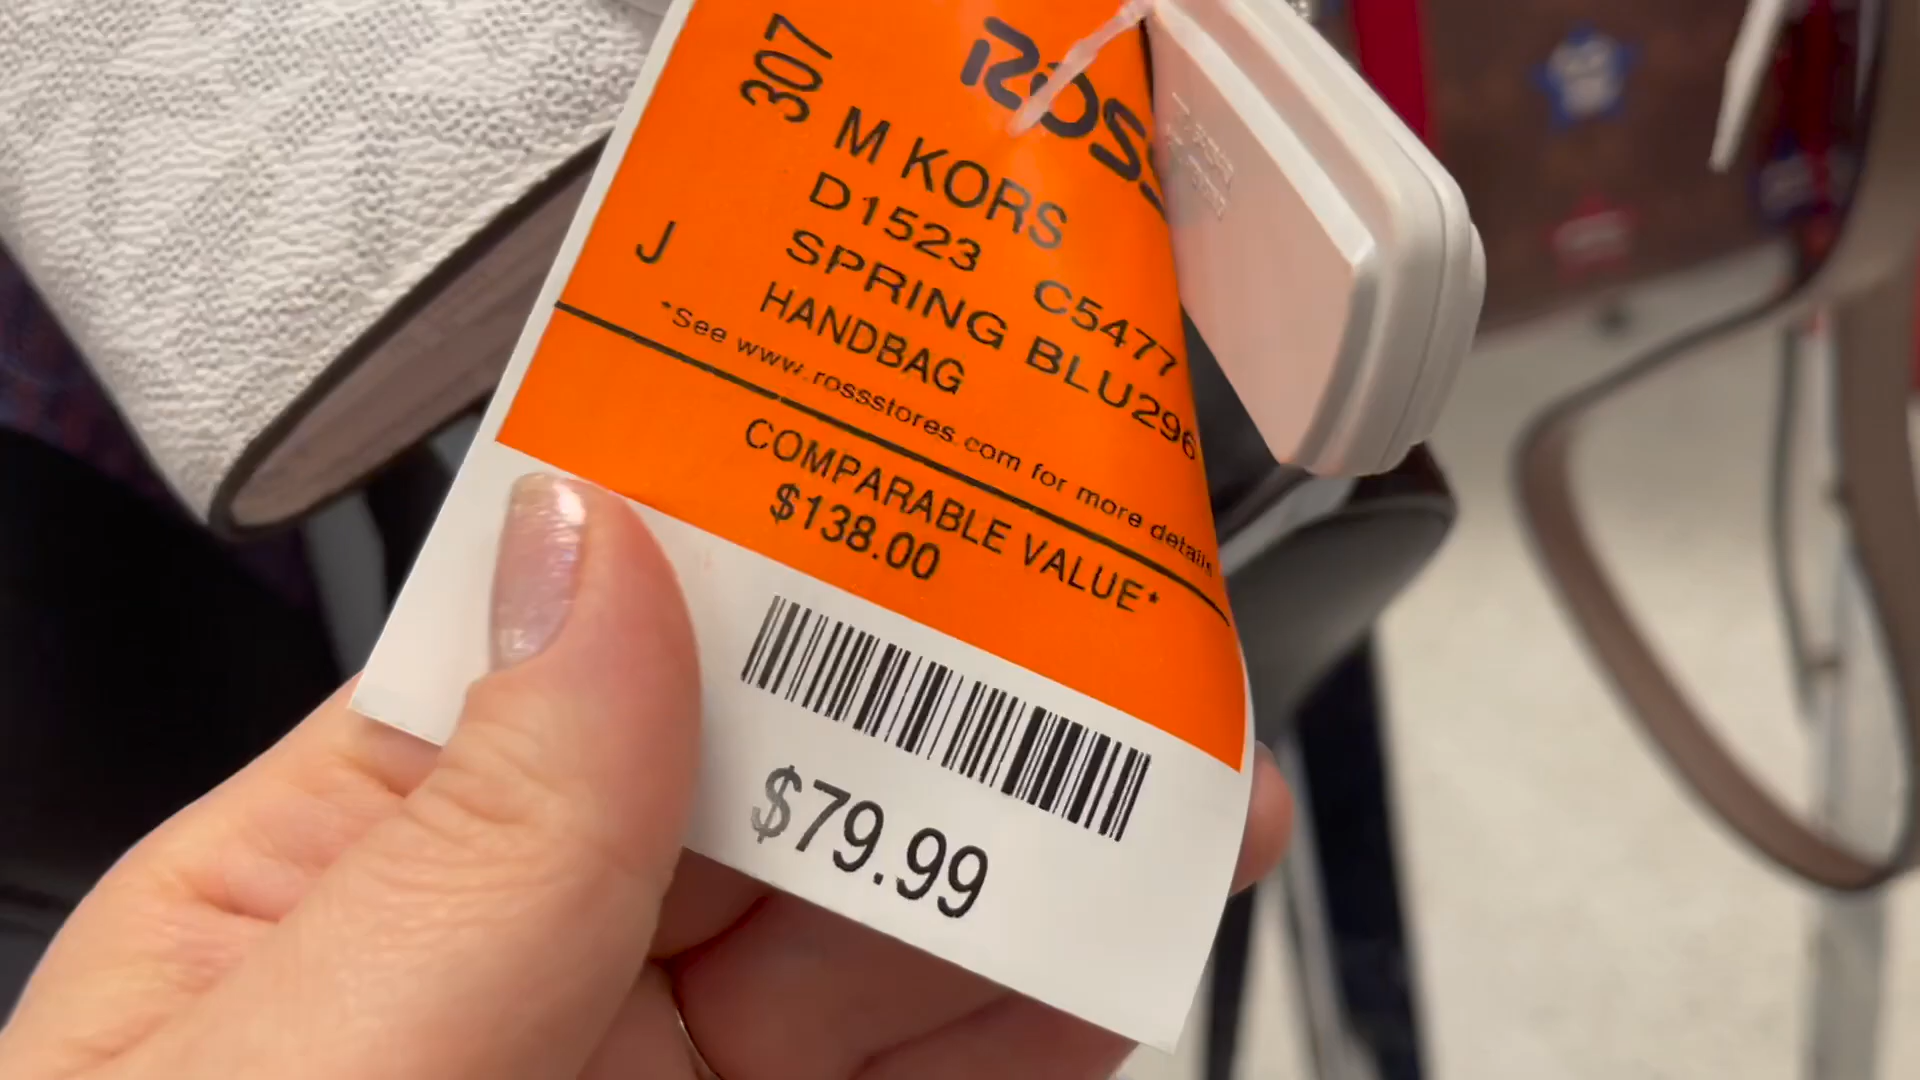 ROSS
307
M KORS
D1523 C5477
J
SPRING BLU296
HANDBAG
*See www.rossstores.com for more details
COMPARABLE VALUE*
$138.00
$79.99